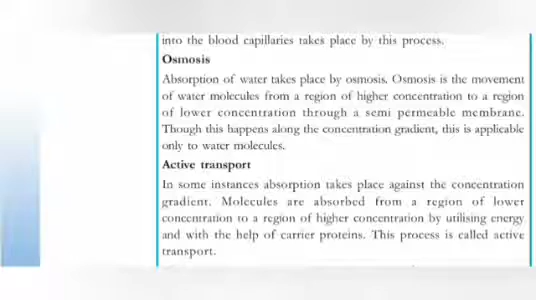 into the blood capillaries takes place by this process.
Osmosis
Absorption of water takes place by osmosis. Osmosis is the movement
of water molecules from a region of higher concentration to a region
of lower concentration through a semi permeable membrane.
Though this happens along the concentration gradient, this is applicable
only to water molecules.
Active transport
In some instances absorption takes place against the concentration
gradient. Molecules are absorbed from a region of lower
concentration to a region of higher concentration by utilising energy
and with the help of carrier proteins. This process is called active
transport.